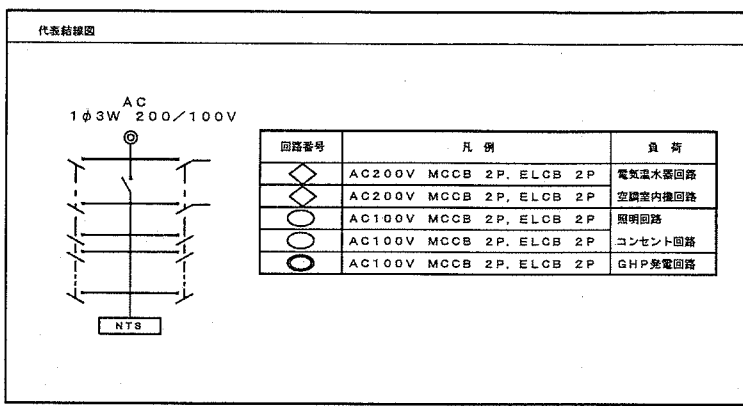 代表結線図
AC
1φ3W 200/100V
回路番号 凡例 負荷
AC200V MCCB 2P, ELCB 2P 電気温水器回路
AC200V MCCB 2P, ELCB 2P 空調室内機回路
AC100V MCCB 2P, ELCB 2P 照明回路
AC100V MCCB 2P, ELCB 2P コンセント回路
AC100V MCCB 2P, ELCB 2P GHP発電回路
NTS